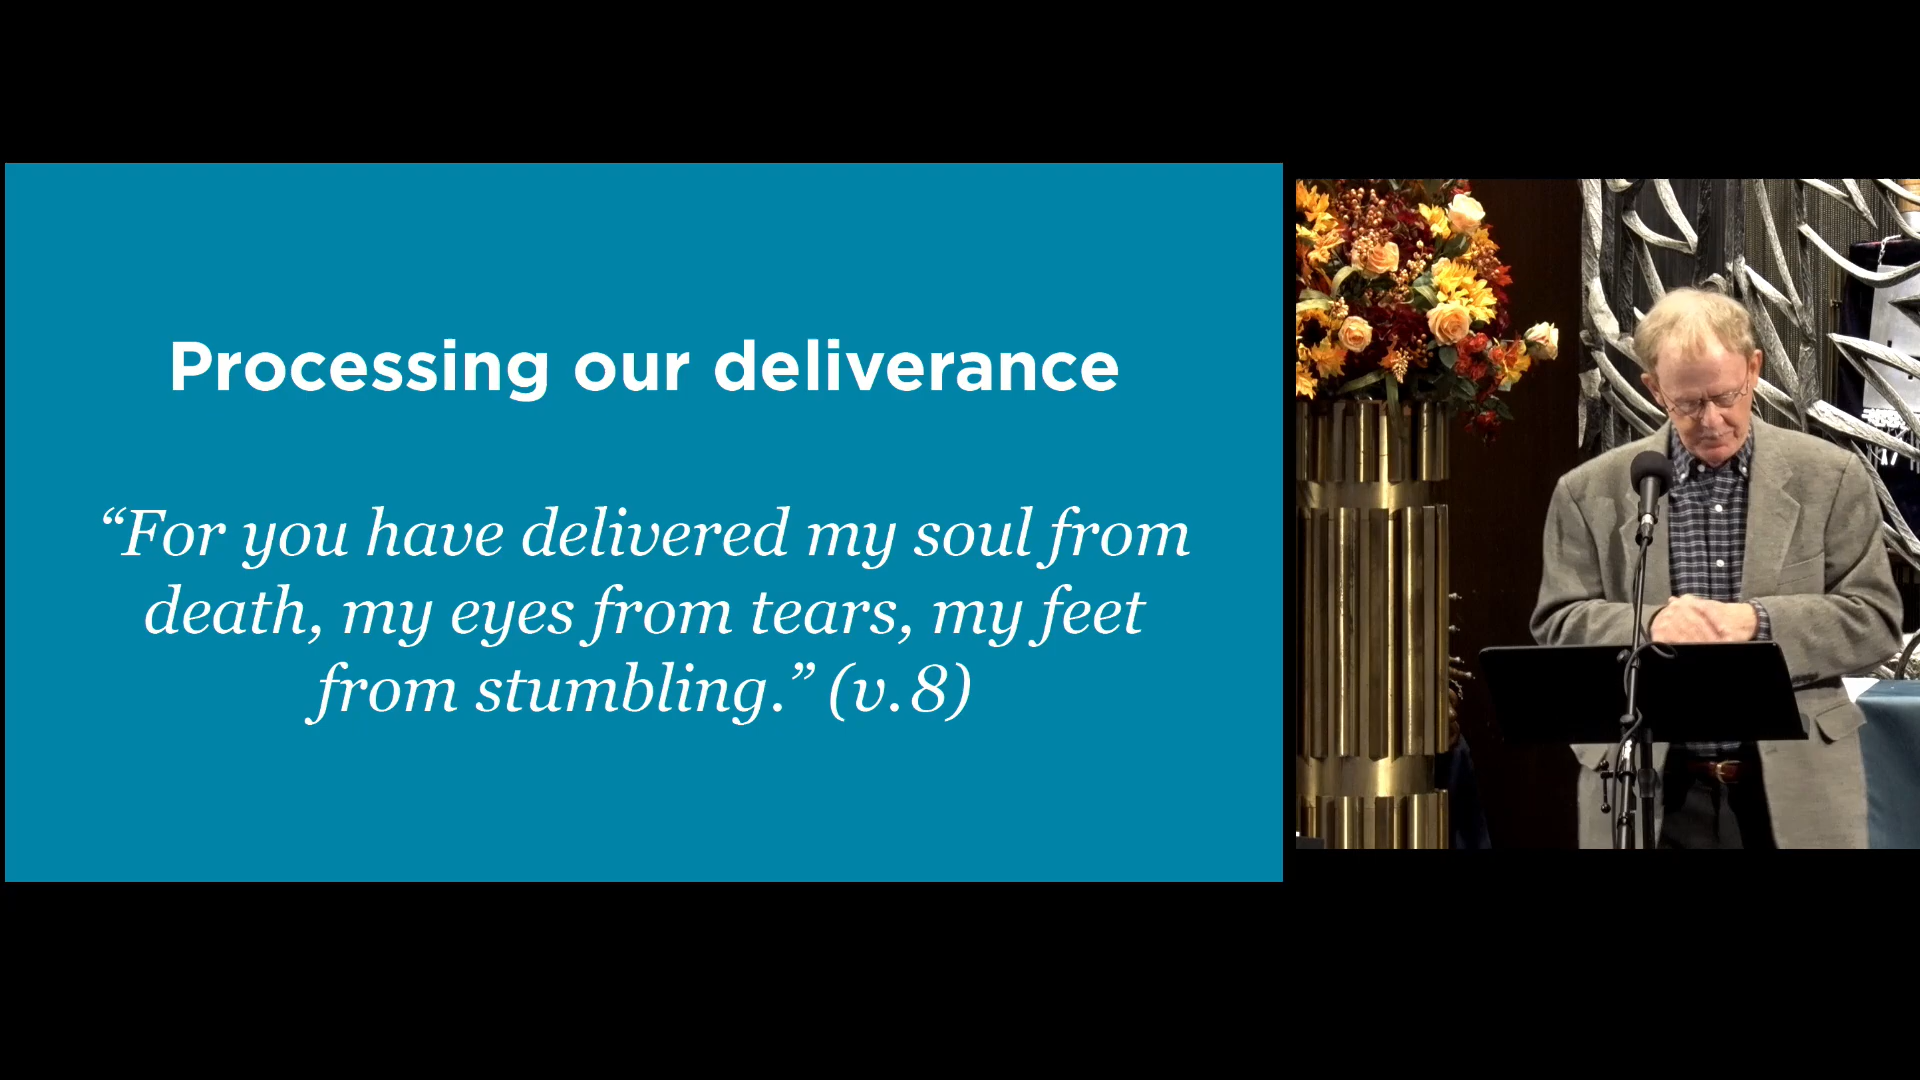 Processing our deliverance
“For you have delivered my soul from
death, my eyes from tears, my feet
from stumbling.” (v.8)